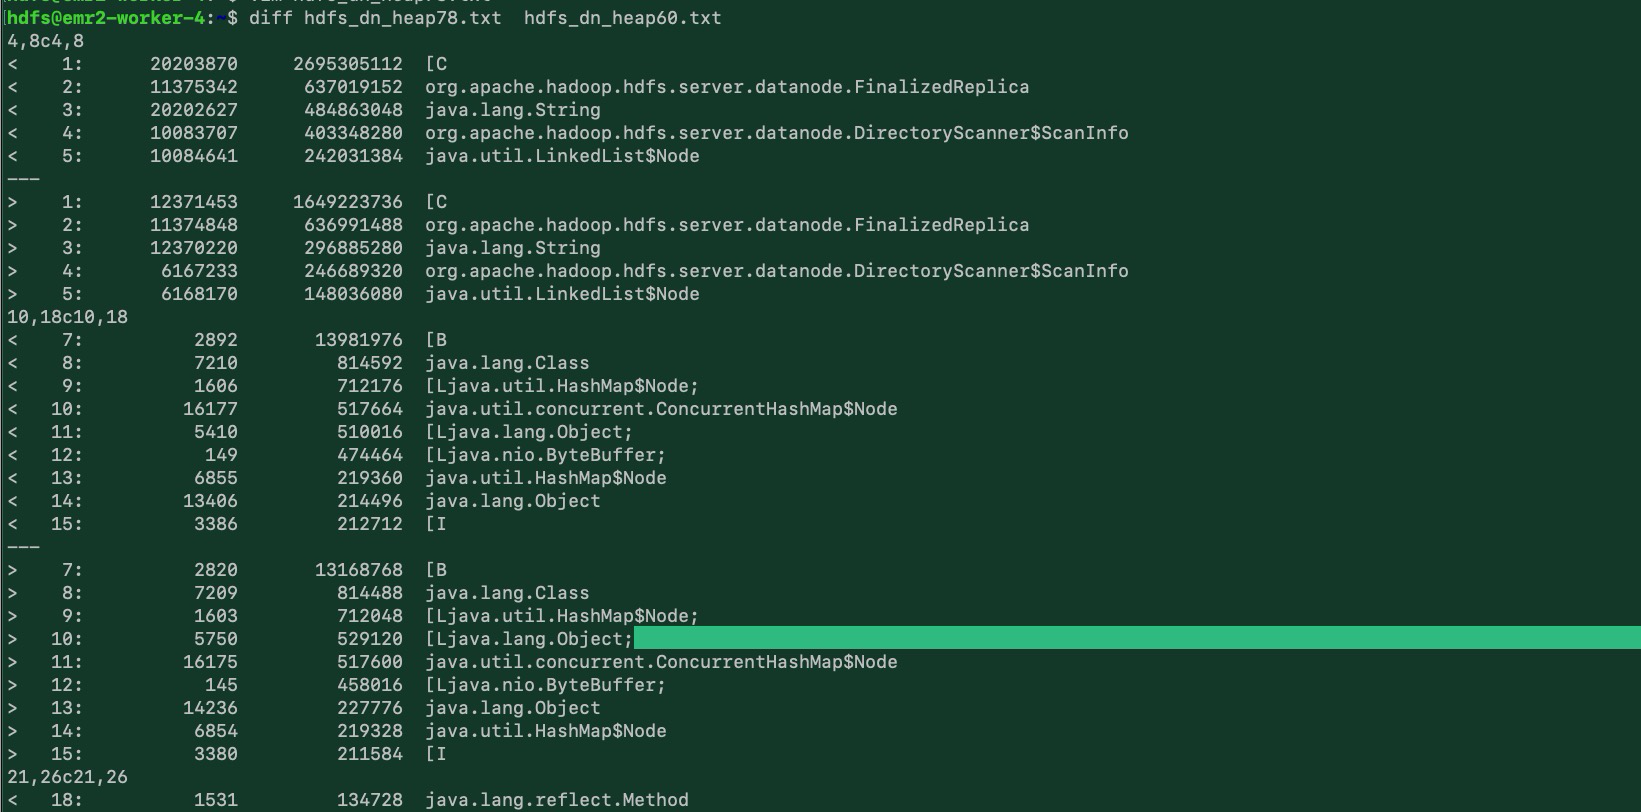 hdfs@emr2-worker-4:~$ diff hdfs_dn_heap78.txt  hdfs_dn_heap60.txt
4,8c4,8
<    1:      20203870     2695305112  [C
<    2:      11375342      637019152  org.apache.hadoop.hdfs.server.datanode.FinalizedReplica
<    3:      20202627      484863048  java.lang.String
<    4:      10083707      403348280  org.apache.hadoop.hdfs.server.datanode.DirectoryScanner$ScanInfo
<    5:      10084641      242031384  java.util.LinkedList$Node
---
>    1:      12371453     1649223736  [C
>    2:      11374848      636991488  org.apache.hadoop.hdfs.server.datanode.FinalizedReplica
>    3:      12370220      296885280  java.lang.String
>    4:       6167233      246689320  org.apache.hadoop.hdfs.server.datanode.DirectoryScanner$ScanInfo
>    5:       6168170      148036080  java.util.LinkedList$Node
10,18c10,18
<    7:          2892       13981976  [B
<    8:          7210         814592  java.lang.Class
<    9:          1606         712176  [Ljava.util.HashMap$Node;
<   10:         16177         517664  java.util.concurrent.ConcurrentHashMap$Node
<   11:          5410         510016  [Ljava.lang.Object;
<   12:           149         474464  [Ljava.nio.ByteBuffer;
<   13:          6855         219360  java.util.HashMap$Node
<   14:         13406         214496  java.lang.Object
<   15:          3386         212712  [I
---
>    7:          2820       13168768  [B
>    8:          7209         814488  java.lang.Class
>    9:          1603         712048  [Ljava.util.HashMap$Node;
>   10:          5750         529120  [Ljava.lang.Object;
>   11:         16175         517600  java.util.concurrent.ConcurrentHashMap$Node
>   12:           145         458016  [Ljava.nio.ByteBuffer;
>   13:         14236         227776  java.lang.Object
>   14:          6854         219328  java.util.HashMap$Node
>   15:          3380         211584  [I
21,26c21,26
<   18:          1531         134728  java.lang.reflect.Method